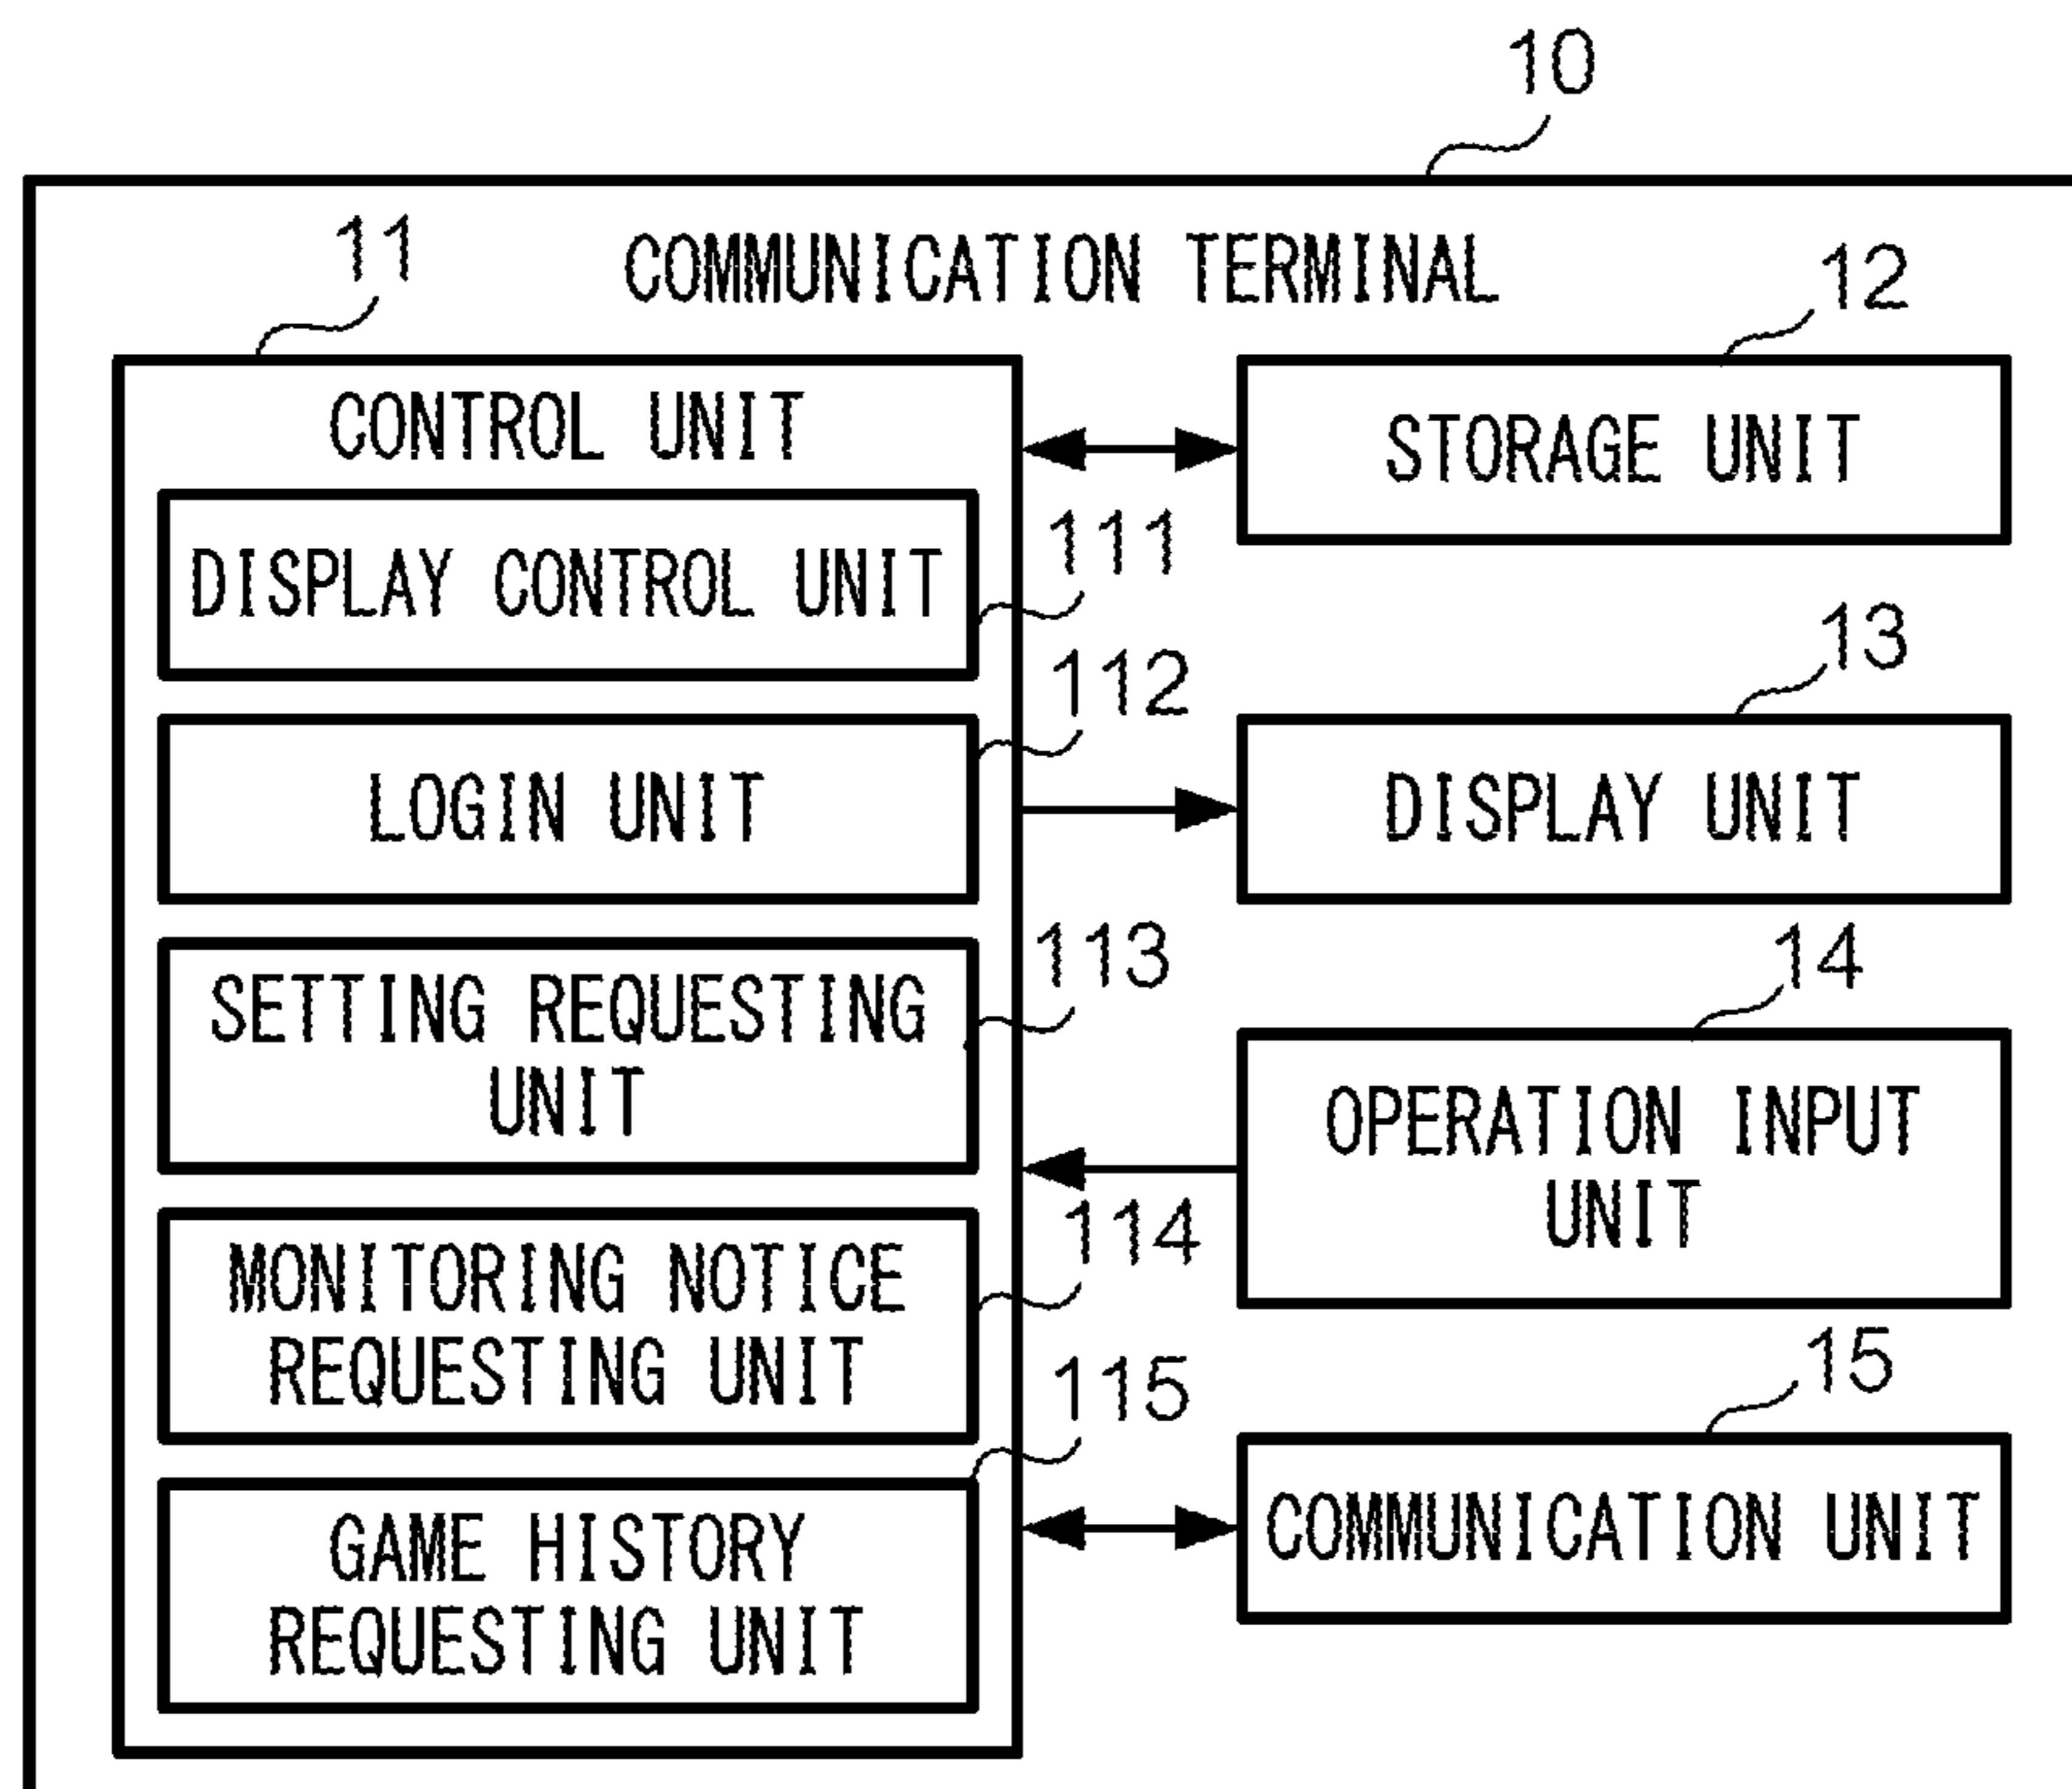 10
COMMUNICATION TERMINAL
11
12
CONTROL UNIT
STORAGE UNIT
DISPLAY CONTROL UNIT
111
112
13
LOGIN UNIT
DISPLAY UNIT
113
14
SETTING REQUESTING
UNIT
OPERATION INPUT
UNIT
114
MONITORING NOTICE
REQUESTING UNIT
115
15
GAME HISTORY
REQUESTING UNIT
COMMUNICATION UNIT